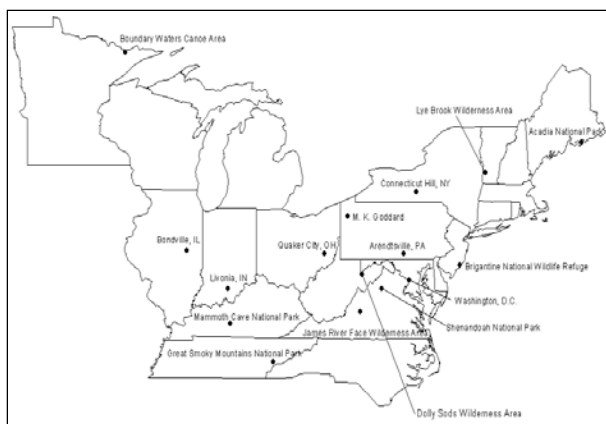 Boundary Waters Canoe Area
Lye Brook Wilderness Area
Acadia National Park
Connecticut Hill, NY
M. K. Goddard
Bondville, IL
Quaker City, OH
Arendtsville, PA
Livonia, IN
Brigantine National Wildlife Refuge
Washington, D.C.
Mammoth Cave National Park
Shenandoah National Park
James River Face Wilderness Area
Great Smoky Mountains National Park
Dolly Sods Wilderness Area